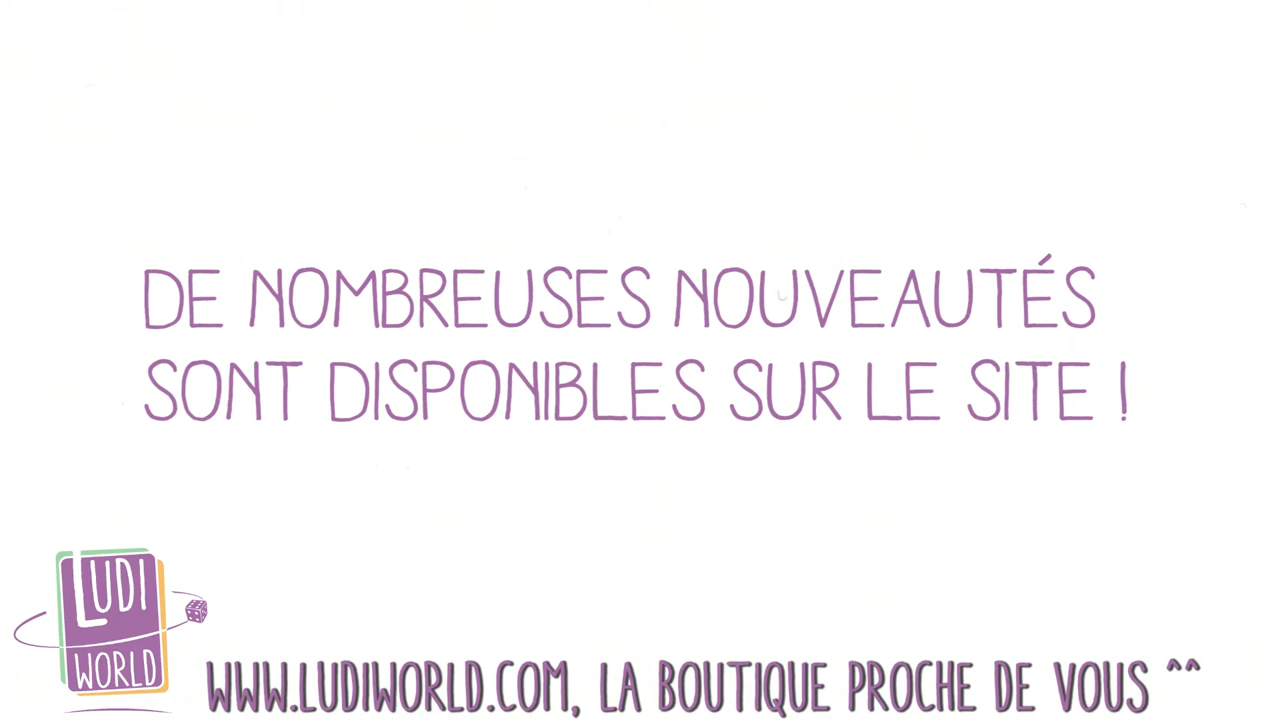 DE NOMBREUSES NOUVEAUTÉS
SONT DISPONIBLES SUR LE SITE !
LUDI
WORLD
WWW.LUDIWORLD.COM, LA BOUTIQUE PROCHE DE VOUS ^^